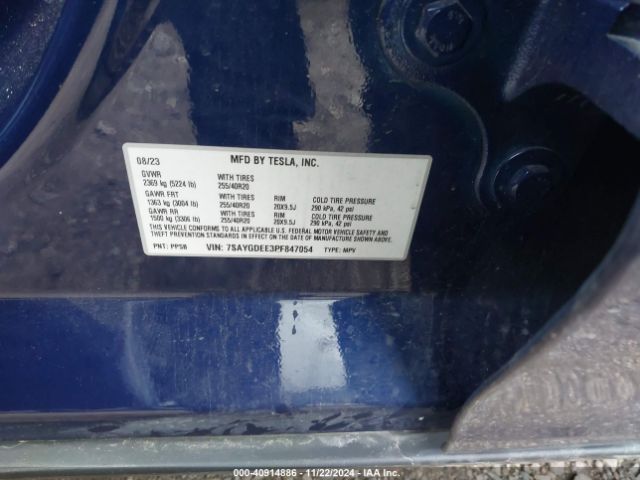 08/23 MFD BY TESLA, INC.
GVWR WITH TIRES
2369 kg (5224 lb) 255/40R20
GAWR FRT WITH TIRES RIM COLD TIRE PRESSURE
1363 kg (3004 lb) 255/40R20 20X9.5J 290 kPa, 42 psi
GAWR RR WITH TIRES RIM COLD TIRE PRESSURE
1500 kg (3306 lb) 255/40R20 20X9.5J 290 kPa, 42 psi
THIS VEHICLE CONFORMS TO ALL APPLICABLE U.S. FEDERAL MOTOR VEHICLE SAFETY
STANDARDS IN EFFECT ON THE DATE OF MANUFACTURE SHOWN ABOVE.
PNT: PPSB VIN: 7SAYGDEE3PF847054 TYPE: MPV
000-40914886 - 11/22/2024 - IAA Inc.